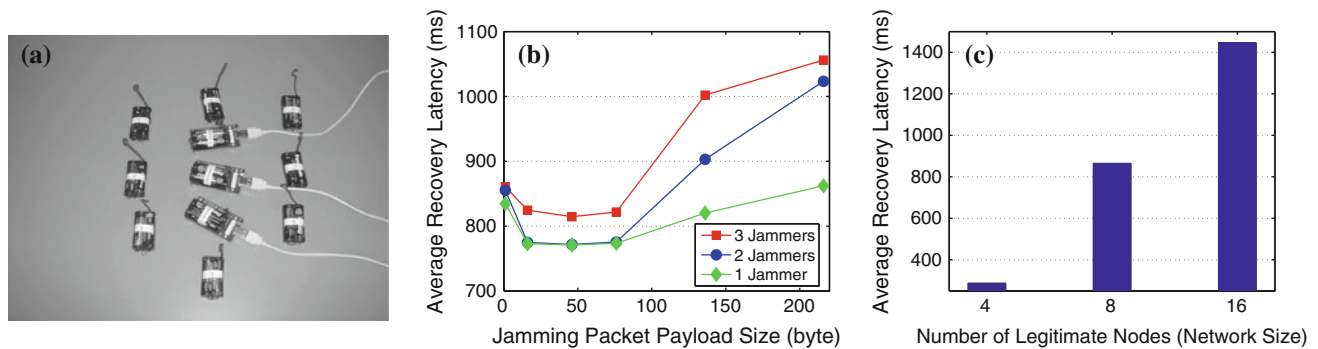 (a)
(b)
Average Recovery Latency (ms)
1100
1000
900
800
700
0
50
100
150
200
Jamming Packet Payload Size (byte)
3 Jammers
2 Jammers
1 Jammer
(c)
Average Recovery Latency (ms)
1400
1200
1000
800
600
400
4
8
16
Number of Legitimate Nodes (Network Size)